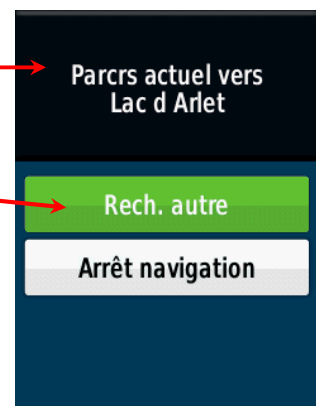 Parcrs actuel vers
Lac d Arlet
Rech. autre
Arrêt navigation